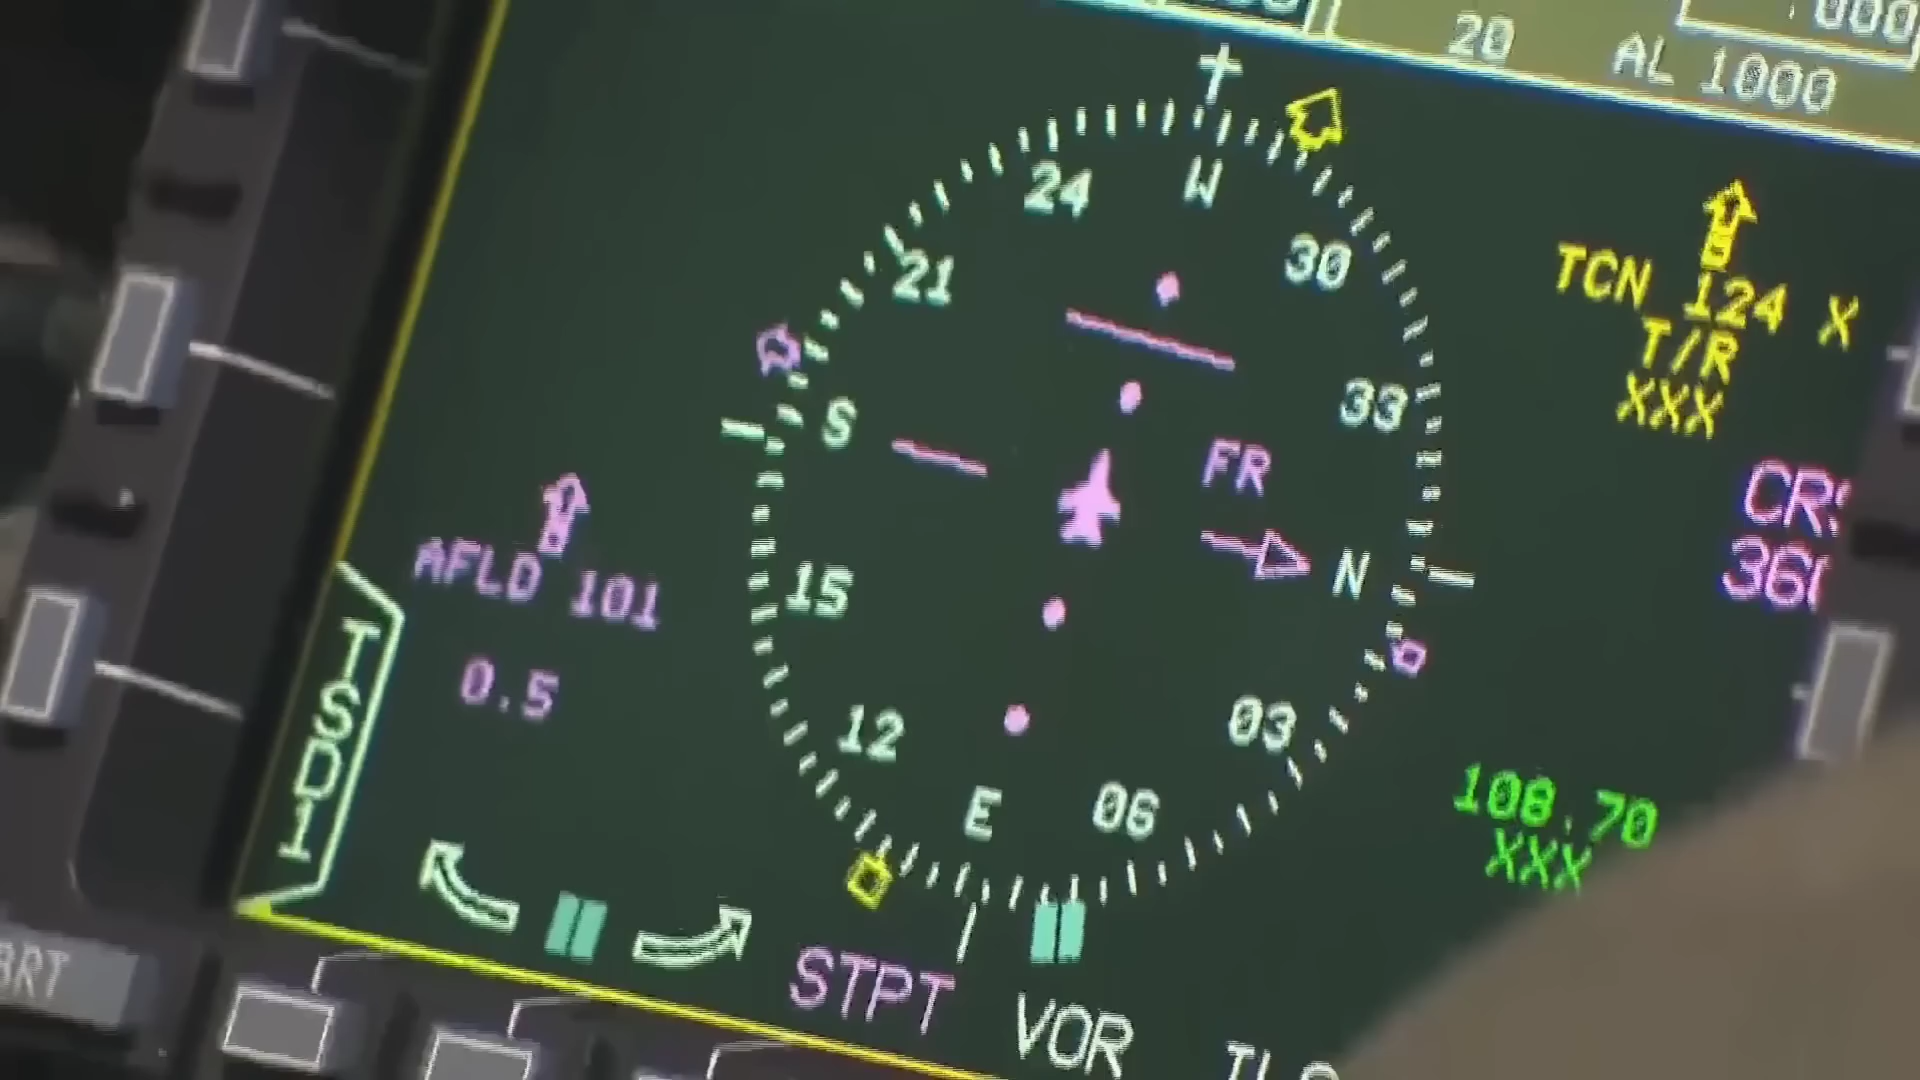 20
AL 1000
24
W
21
30
TCN 124 X
T/R
XXX
S
33
FR
N
AFLD 101
0.5
15
12
E
06
03
108.70
XXX
TSD1
STPT
VOR
BRT